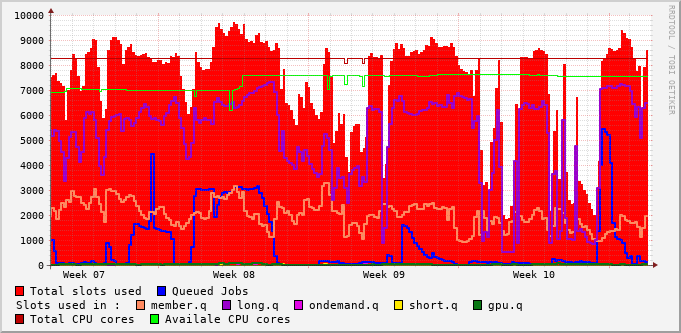 10000
9000
8000
7000
6000
5000
4000
3000
2000
1000
0
Week 07 Week 08 Week 09 Week 10
Total slots used Queued Jobs
Slots used in : member.q long.q ondemand.q short.q gpu.q
Total CPU cores Availale CPU cores
RRDTOOL / TOBI OETIKER